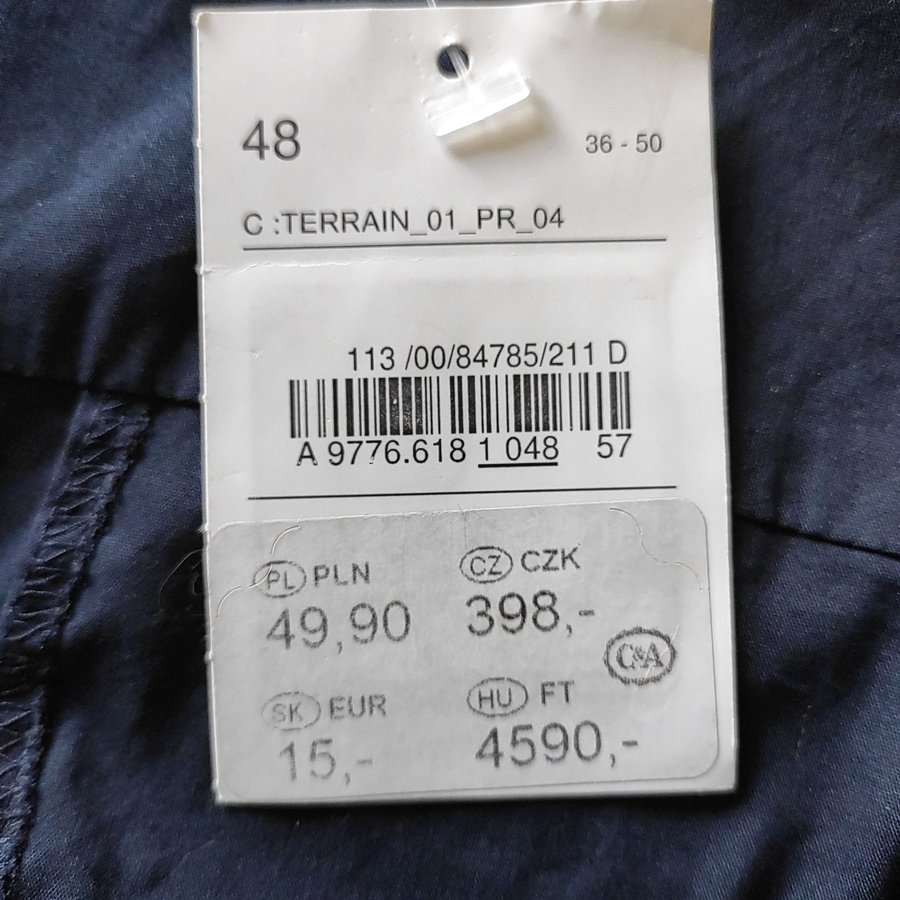 48 36 - 50
C :TERRAIN_01_PR_04
113 /00/84785/211 D
A 9776.618 1 048 57
PL PLN CZ CZK
49,90 398,-
C&A
SK EUR HU FT
15,- 4590,-